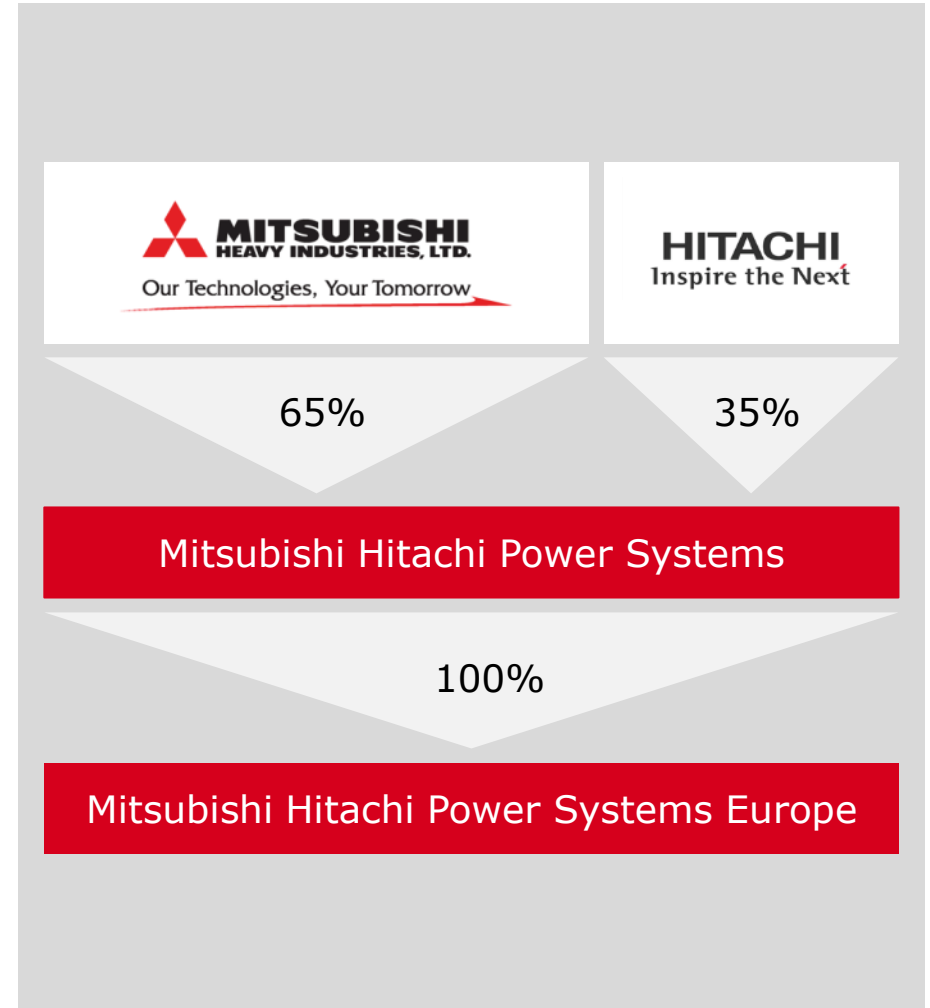 MITSUBISHI
HEAVY INDUSTRIES, LTD.
Our Technologies, Your Tomorrow
HITACHI
Inspire the Next
65%
35%
Mitsubishi Hitachi Power Systems
100%
Mitsubishi Hitachi Power Systems Europe